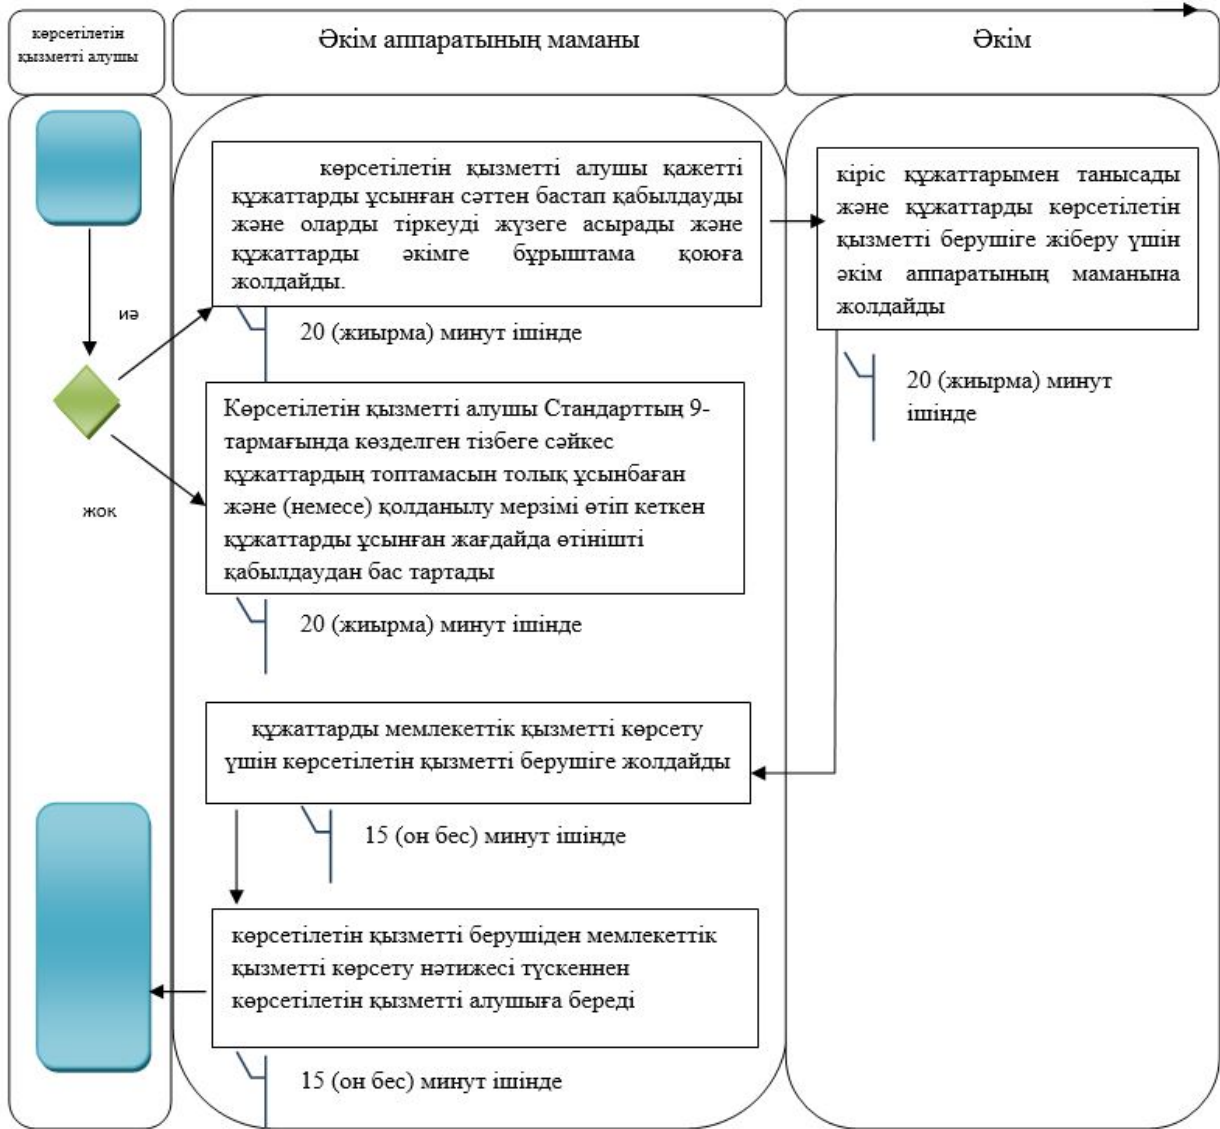 көрсетілетін
қызметті алушы
Әкім аппаратының маманы
Әкім
көрсетілетін қызметті алушы қажетті
құжаттарды ұсынған сәттен бастап қабылдауды
және оларды тіркеуді жүзеге асырады және
құжаттарды әкімге бұрыштама қоюға
жолдайды.
кіріс құжаттарымен танысады
және құжаттарды көрсетілетін
қызметті берушіге жіберу үшін
әкім аппаратының маманына
жолдайды
иә
20 (жиырма) минут ішінде
20 (жиырма) минут
ішінде
Көрсетілетін қызметті алушы Стандарттың 9-
тармағында көзделген тізбеге сәйкес
құжаттардың топтамасын толық ұсынбаған
және (немесе) қолданылу мерзімі өтіп кеткен
құжаттарды ұсынған жағдайда өтінішті
қабылдаудан бас тартады
жок
20 (жиырма) минут ішінде
құжаттарды мемлекеттік қызметті көрсету
үшін көрсетілетін қызметті берушіге жолдайды
15 (он бес) минут ішінде
көрсетілетін қызметті берушіден мемлекеттік
қызметті көрсету нәтижесі түскеннен
көрсетілетін қызметті алушыға береді
15 (он бес) минут ішінде